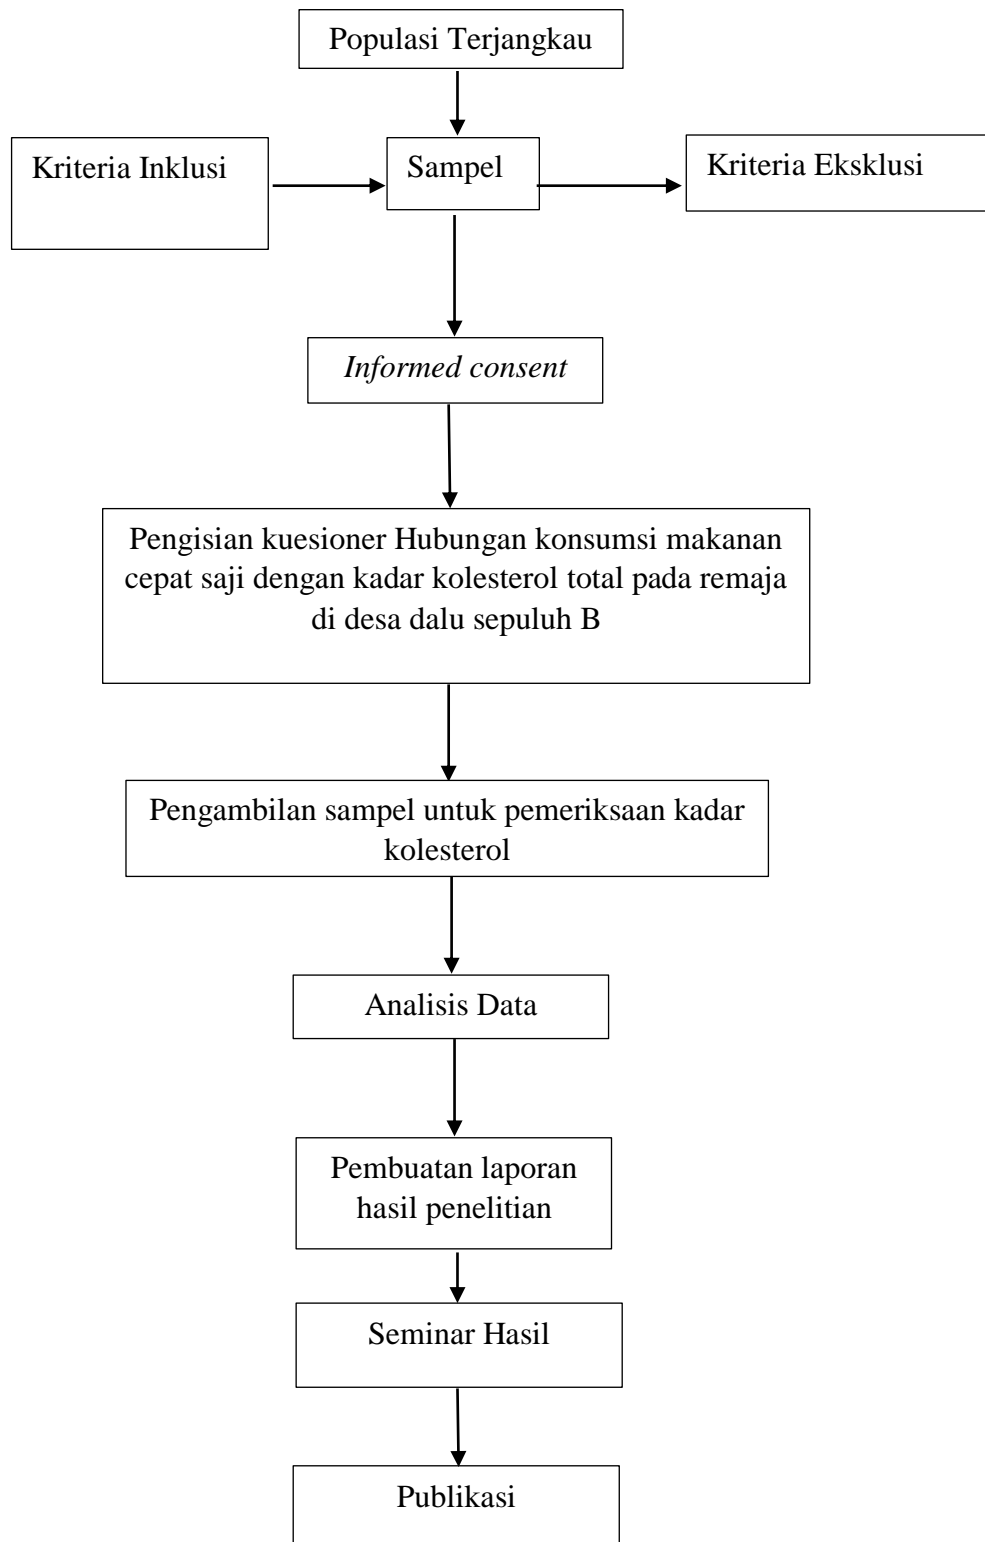 Populasi Terjangkau
Kriteria Inklusi
Sampel
Kriteria Eksklusi
Informed consent
Pengisian kuesioner Hubungan konsumsi makanan
cepat saji dengan kadar kolesterol total pada remaja
di desa dalu sepuluh B
Pengambilan sampel untuk pemeriksaan kadar
kolesterol
Analisis Data
Pembuatan laporan
hasil penelitian
Seminar Hasil
Publikasi